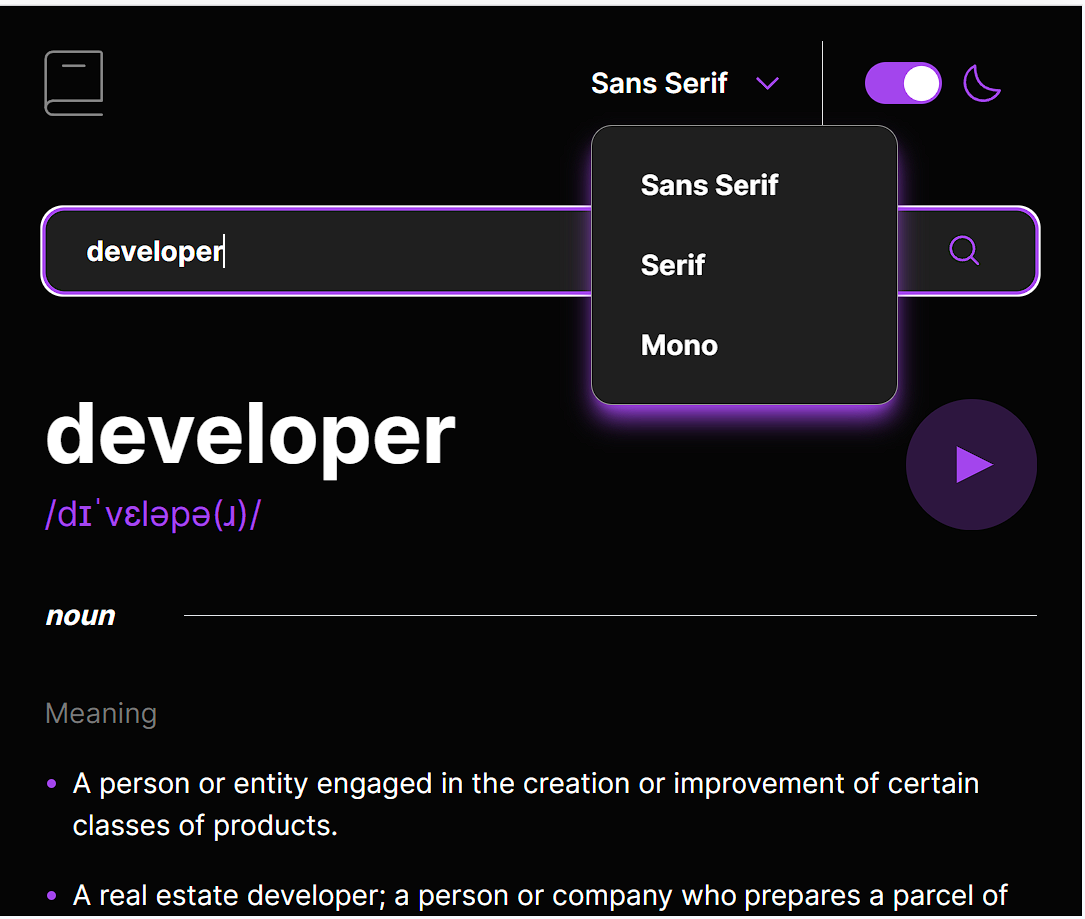 Sans Serif
Sans Serif
Serif
Mono
developer
developer
/dɪˈvɛləpə(ɹ)/
noun
Meaning
A person or entity engaged in the creation or improvement of certain
classes of products.
A real estate developer; a person or company who prepares a parcel of